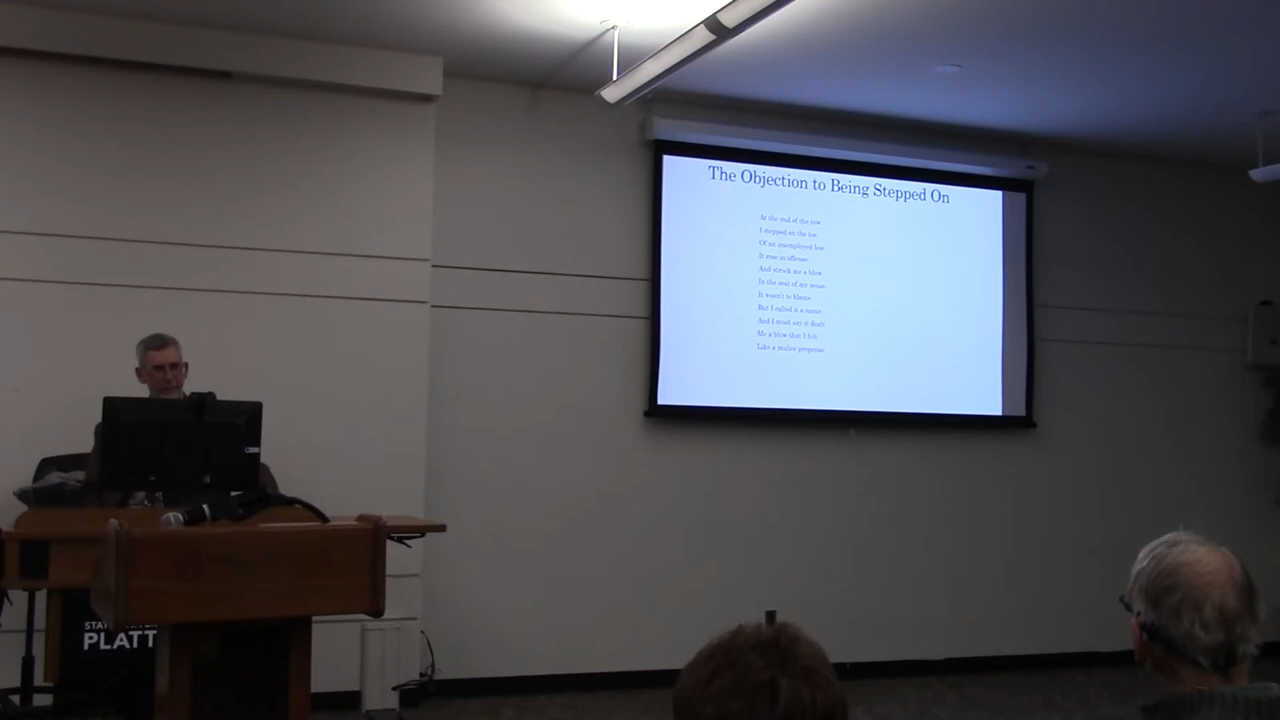 The Objection to Being Stepped On
At the end of the row
I stepped on the toe
Of an unemployed hoe.
It rose in offense
And struck me a blow
In the seat of my sense.
It wasn't to blame
But I called it a name.
And I must say it dealt
Me a blow that I felt
Like a malice prepense.
STAT
PLATT